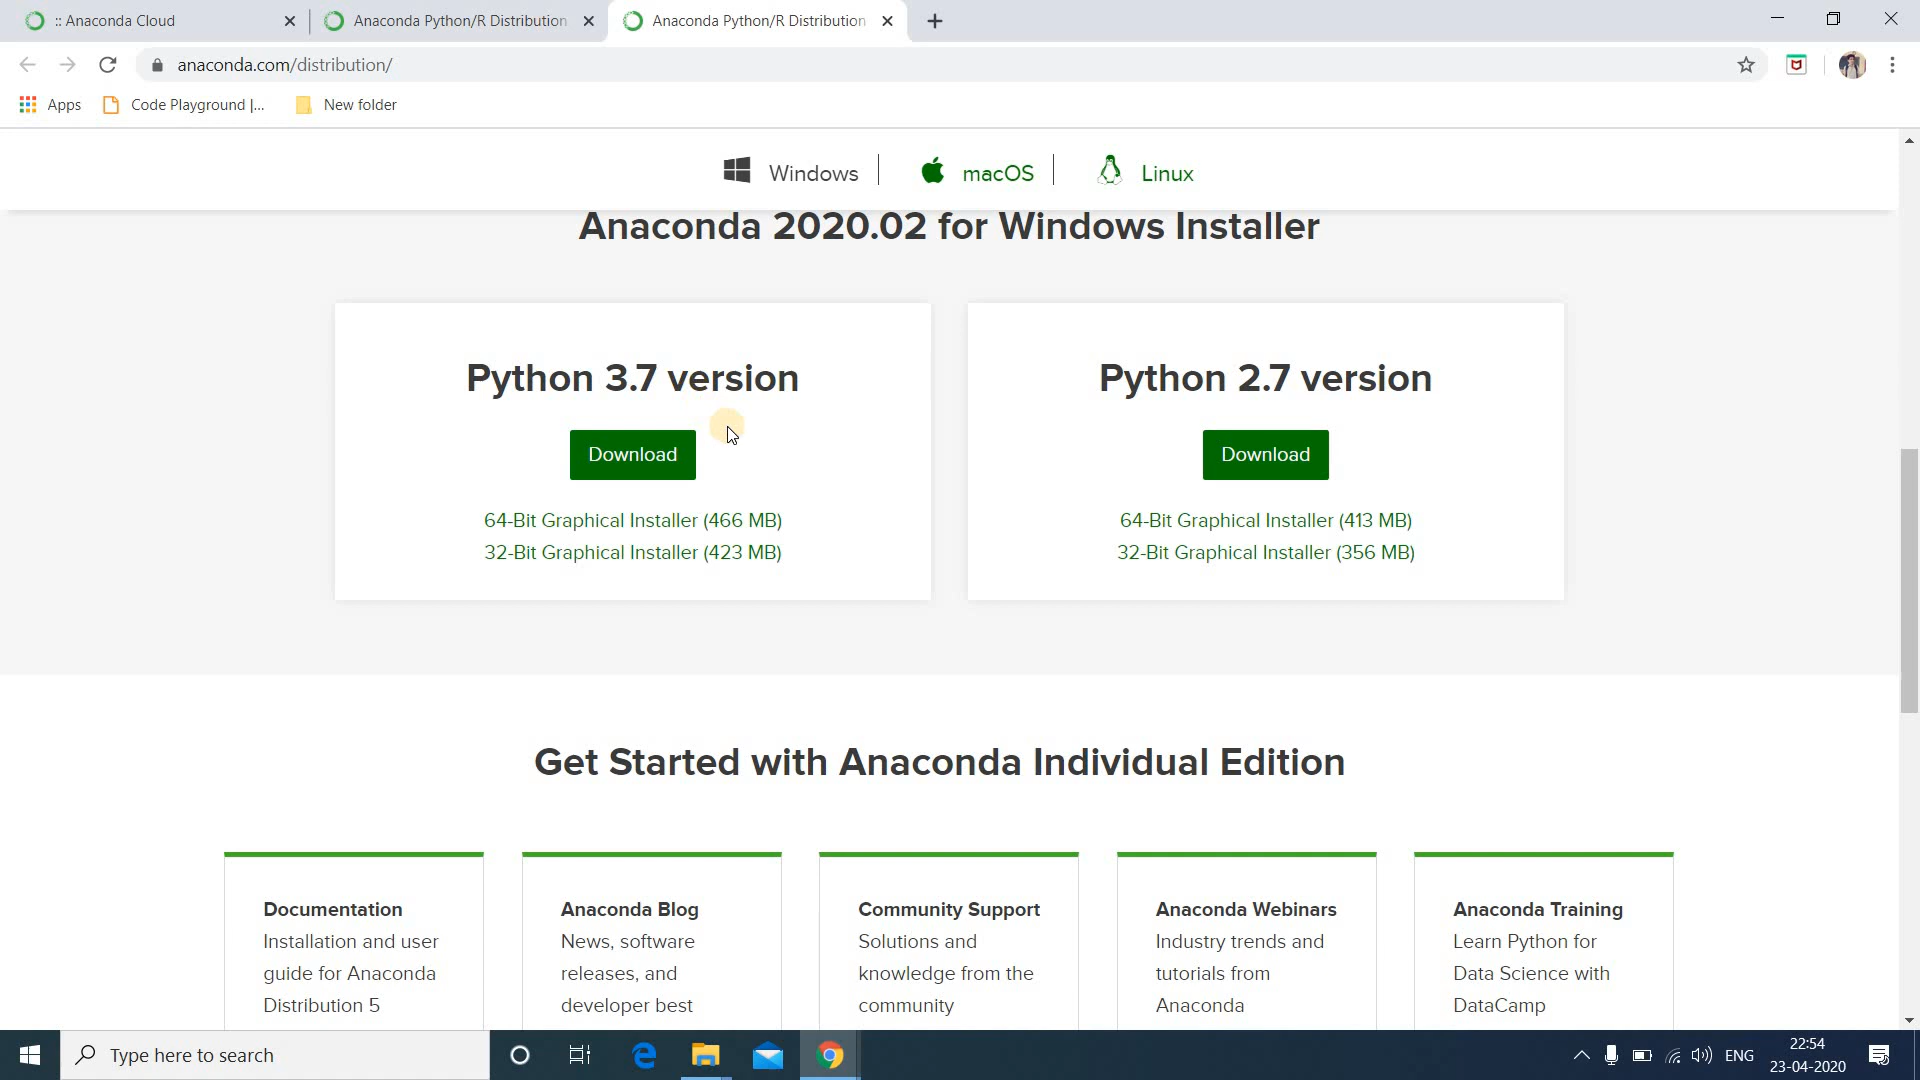 :: Anaconda Cloud
Anaconda Python/R Distribution
Anaconda Python/R Distribution
anaconda.com/distribution/
Apps
Code Playground |...
New folder
Windows
macOS
Linux
Anaconda 2020.02 for Windows Installer
Python 3.7 version
Download
64-Bit Graphical Installer (466 MB)
32-Bit Graphical Installer (423 MB)
Python 2.7 version
Download
64-Bit Graphical Installer (413 MB)
32-Bit Graphical Installer (356 MB)
Get Started with Anaconda Individual Edition
Documentation
Installation and user
guide for Anaconda
Distribution 5
Anaconda Blog
News, software
releases, and
developer best
Community Support
Solutions and
knowledge from the
community
Anaconda Webinars
Industry trends and
tutorials from
Anaconda
Anaconda Training
Learn Python for
Data Science with
DataCamp
Type here to search
ENG
22:54
23-04-2020